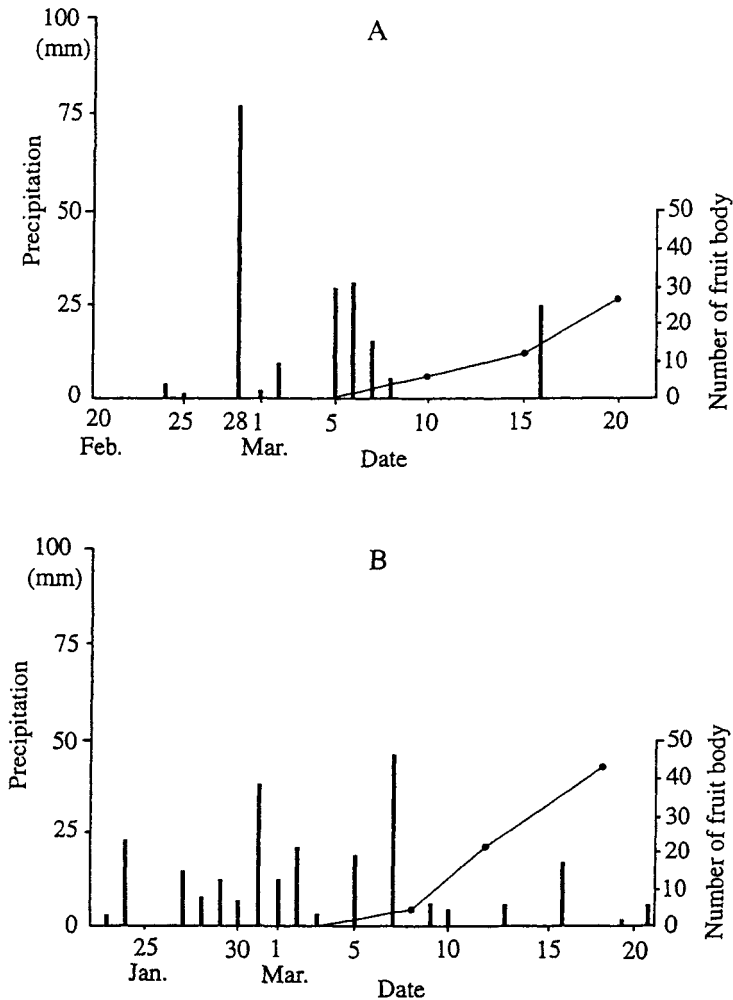 A
100
(mm)
75
50
25
0
Precipitation
50
40
30
20
10
0
Number of fruit body
20 25 28 1 5 10 15 20
Feb. Mar.
Date
B
100
(mm)
75
50
25
0
Precipitation
50
40
30
20
10
0
Number of fruit body
25 30 1 5 10 15 20
Jan. Mar.
Date